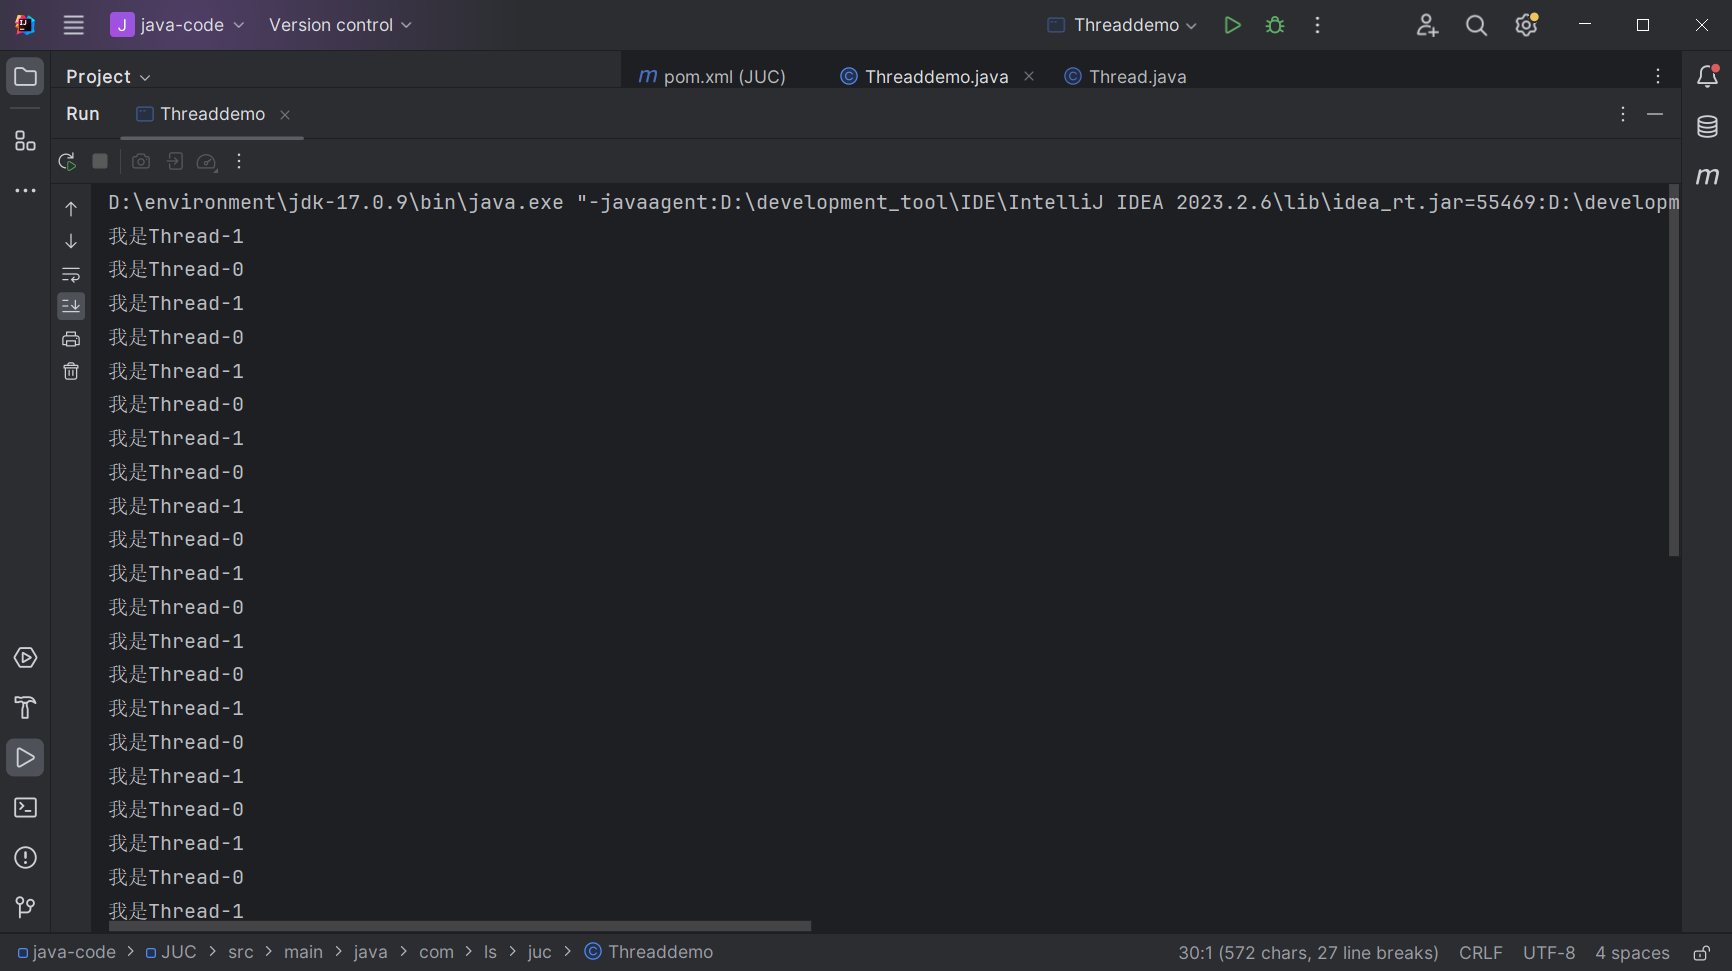 J java-code Version control Threaddemo
Project m pom.xml (JUC) Threaddemo.java Thread.java
Run Threaddemo
D:\environment\jdk-17.0.9\bin\java.exe "-javaagent:D:\development_tool\IDE\IntelliJ IDEA 2023.2.6\lib\idea_rt.jar=55469:D:\developm
我是Thread-1
我是Thread-0
我是Thread-1
我是Thread-0
我是Thread-1
我是Thread-0
我是Thread-1
我是Thread-0
我是Thread-1
我是Thread-0
我是Thread-1
我是Thread-0
我是Thread-1
我是Thread-0
我是Thread-1
我是Thread-0
我是Thread-1
我是Thread-0
我是Thread-1
我是Thread-0
我是Thread-1
java-code > JUC > src > main > java > com > ls > juc > Threaddemo 30:1 (572 chars, 27 line breaks) CRLF UTF-8 4 spaces